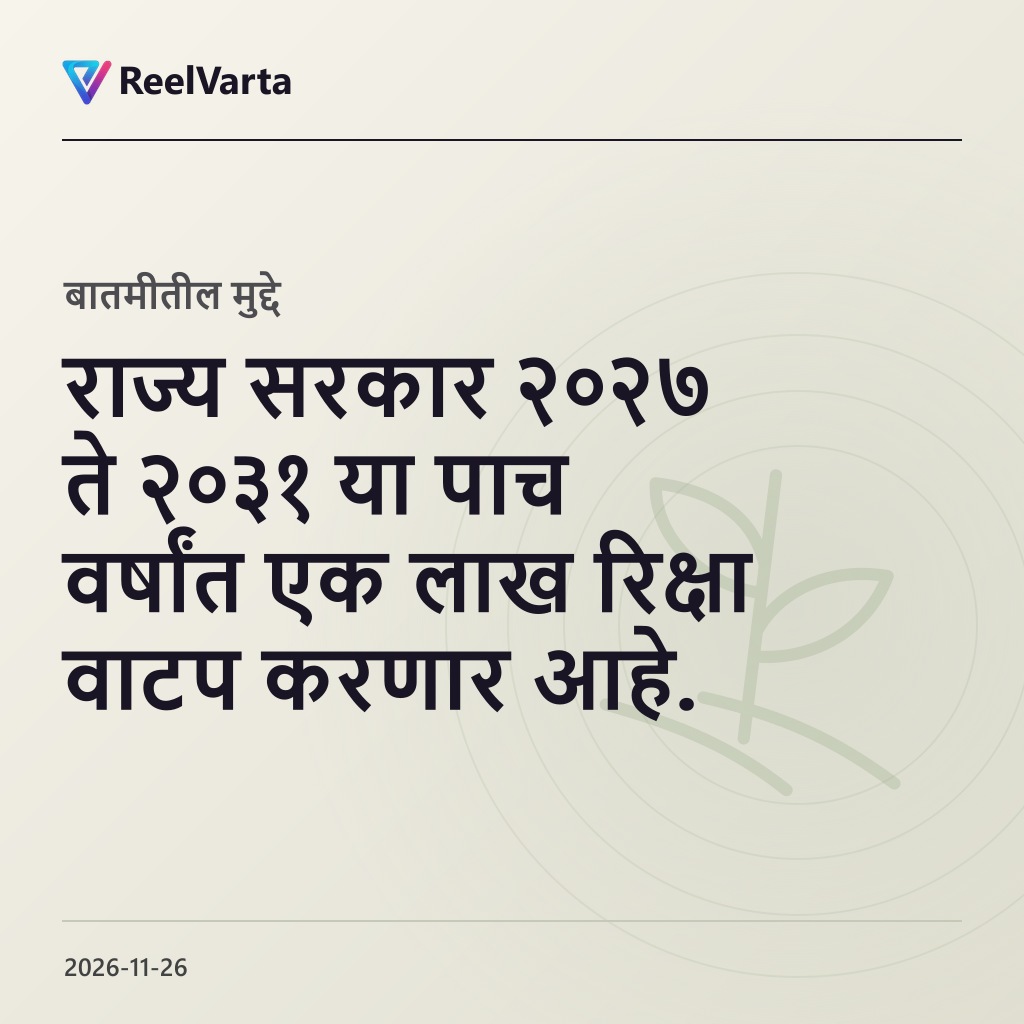 ReelVarta
बातमीतील मुद्दे
राज्य सरकार २०२७
ते २०३१ या पाच
वर्षांत एक लाख रिक्षा
वाटप करणार आहे.
2026-11-26